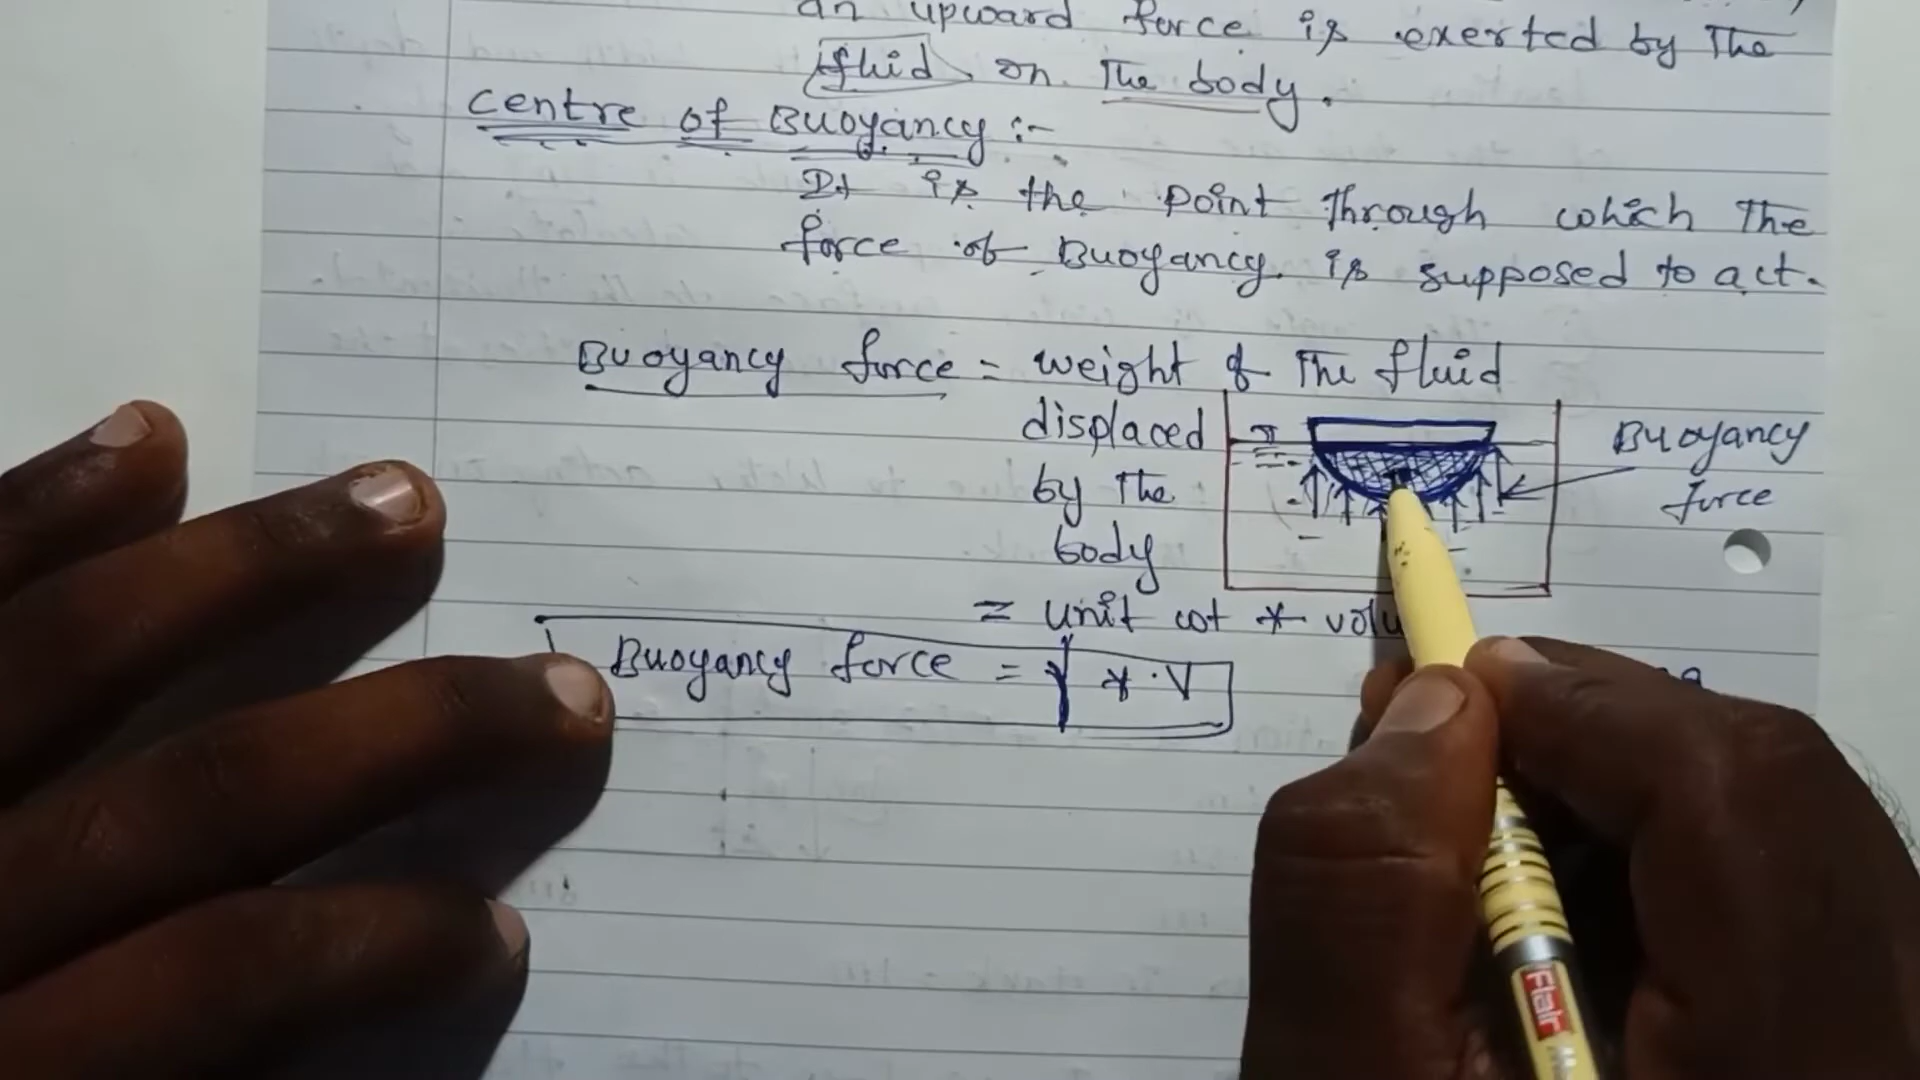 an upward force is exerted by The
fluid on The body.
centre of Buoyancy :-
It is the point Through which The
force of Buoyancy. is supposed to act.
Buoyancy force = weight of The fluid
displaced
by The
body
Buoyancy
force
= unit wt * volu
Buoyancy force = γ * V
Flair